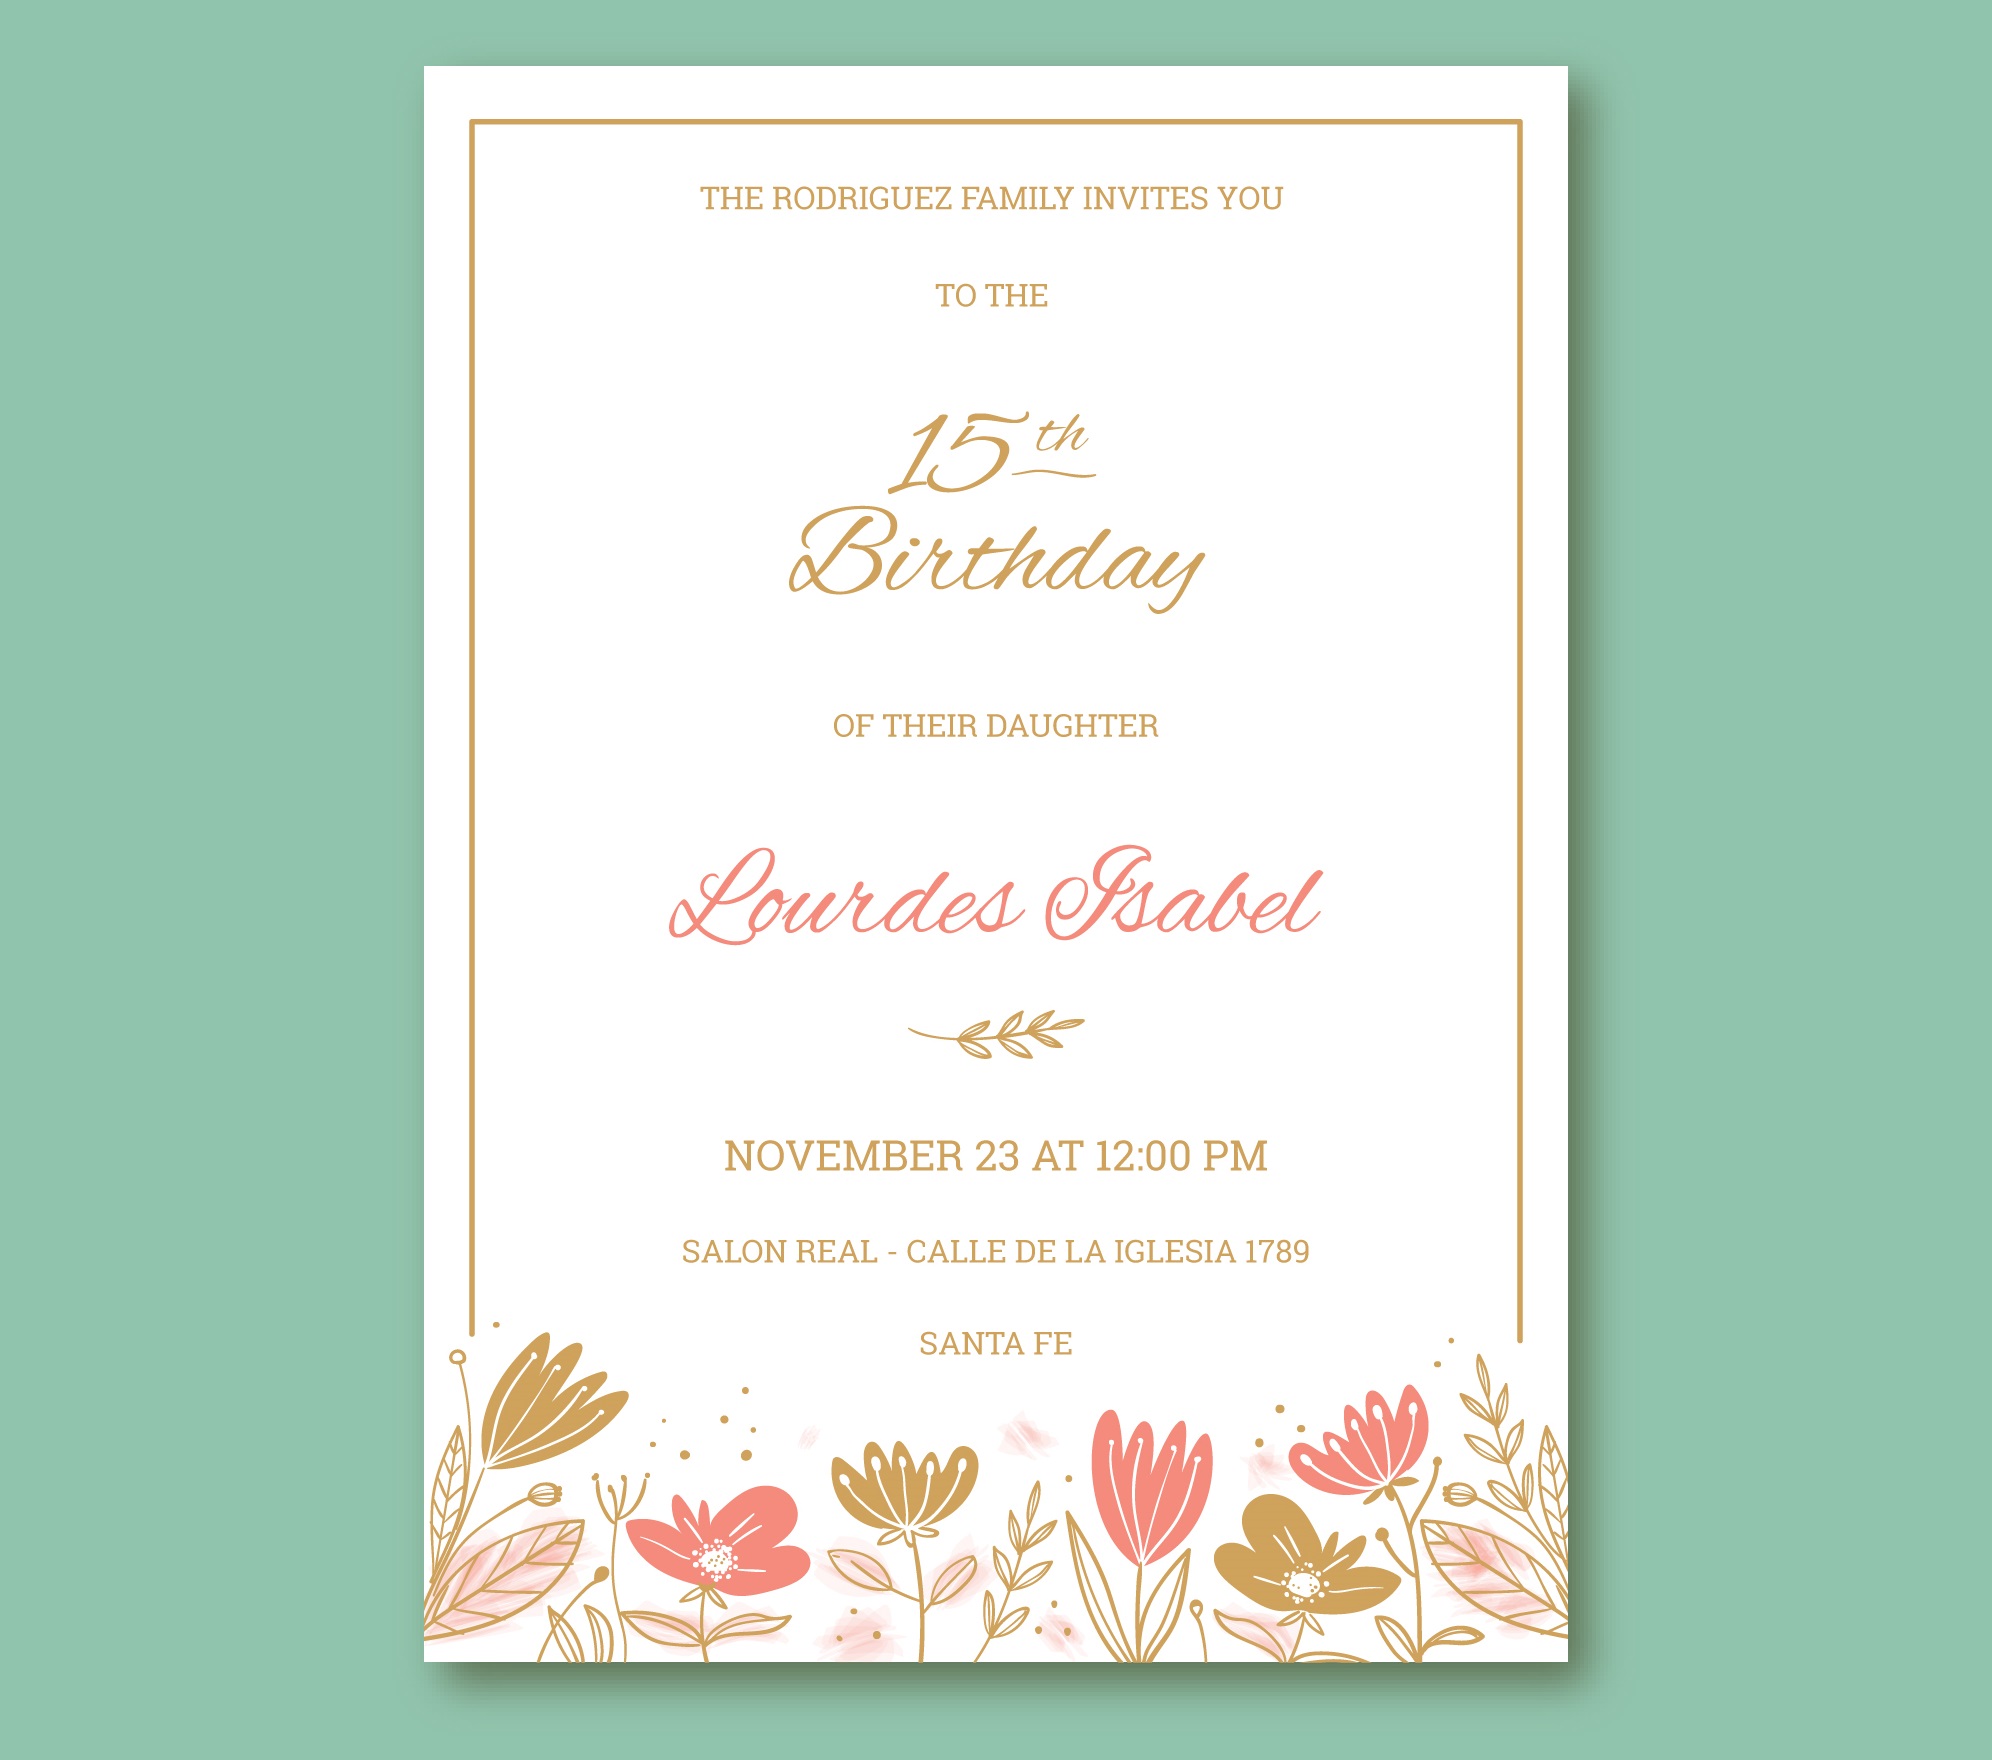 THE RODRIGUEZ FAMILY INVITES YOU
TO THE
15th
Birthday
OF THEIR DAUGHTER
Lourdes Isabel
NOVEMBER 23 AT 12:00 PM
SALON REAL - CALLE DE LA IGLESIA 1789
SANTA FE